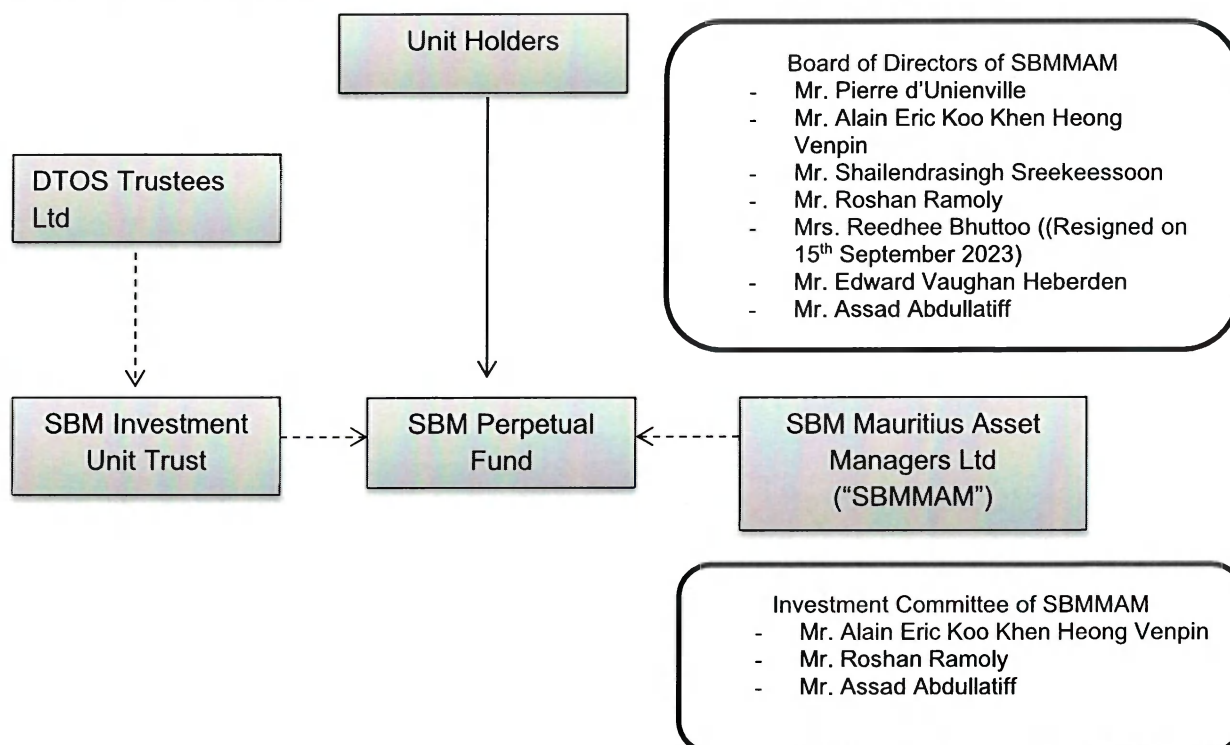 Unit Holders
Board of Directors of SBMMAM
- Mr. Pierre d'Unienville
- Mr. Alain Eric Koo Khen Heong
Venpin
- Mr. Shailendrasingh Sreekeessoon
- Mr. Roshan Ramoly
- Mrs. Reedhee Bhuttoo ((Resigned on
15th September 2023)
- Mr. Edward Vaughan Heberden
- Mr. Assad Abdullatiff
DTOS Trustees
Ltd
SBM Investment
Unit Trust
SBM Perpetual
Fund
SBM Mauritius Asset
Managers Ltd
("SBMMAM")
Investment Committee of SBMMAM
- Mr. Alain Eric Koo Khen Heong Venpin
- Mr. Roshan Ramoly
- Mr. Assad Abdullatiff